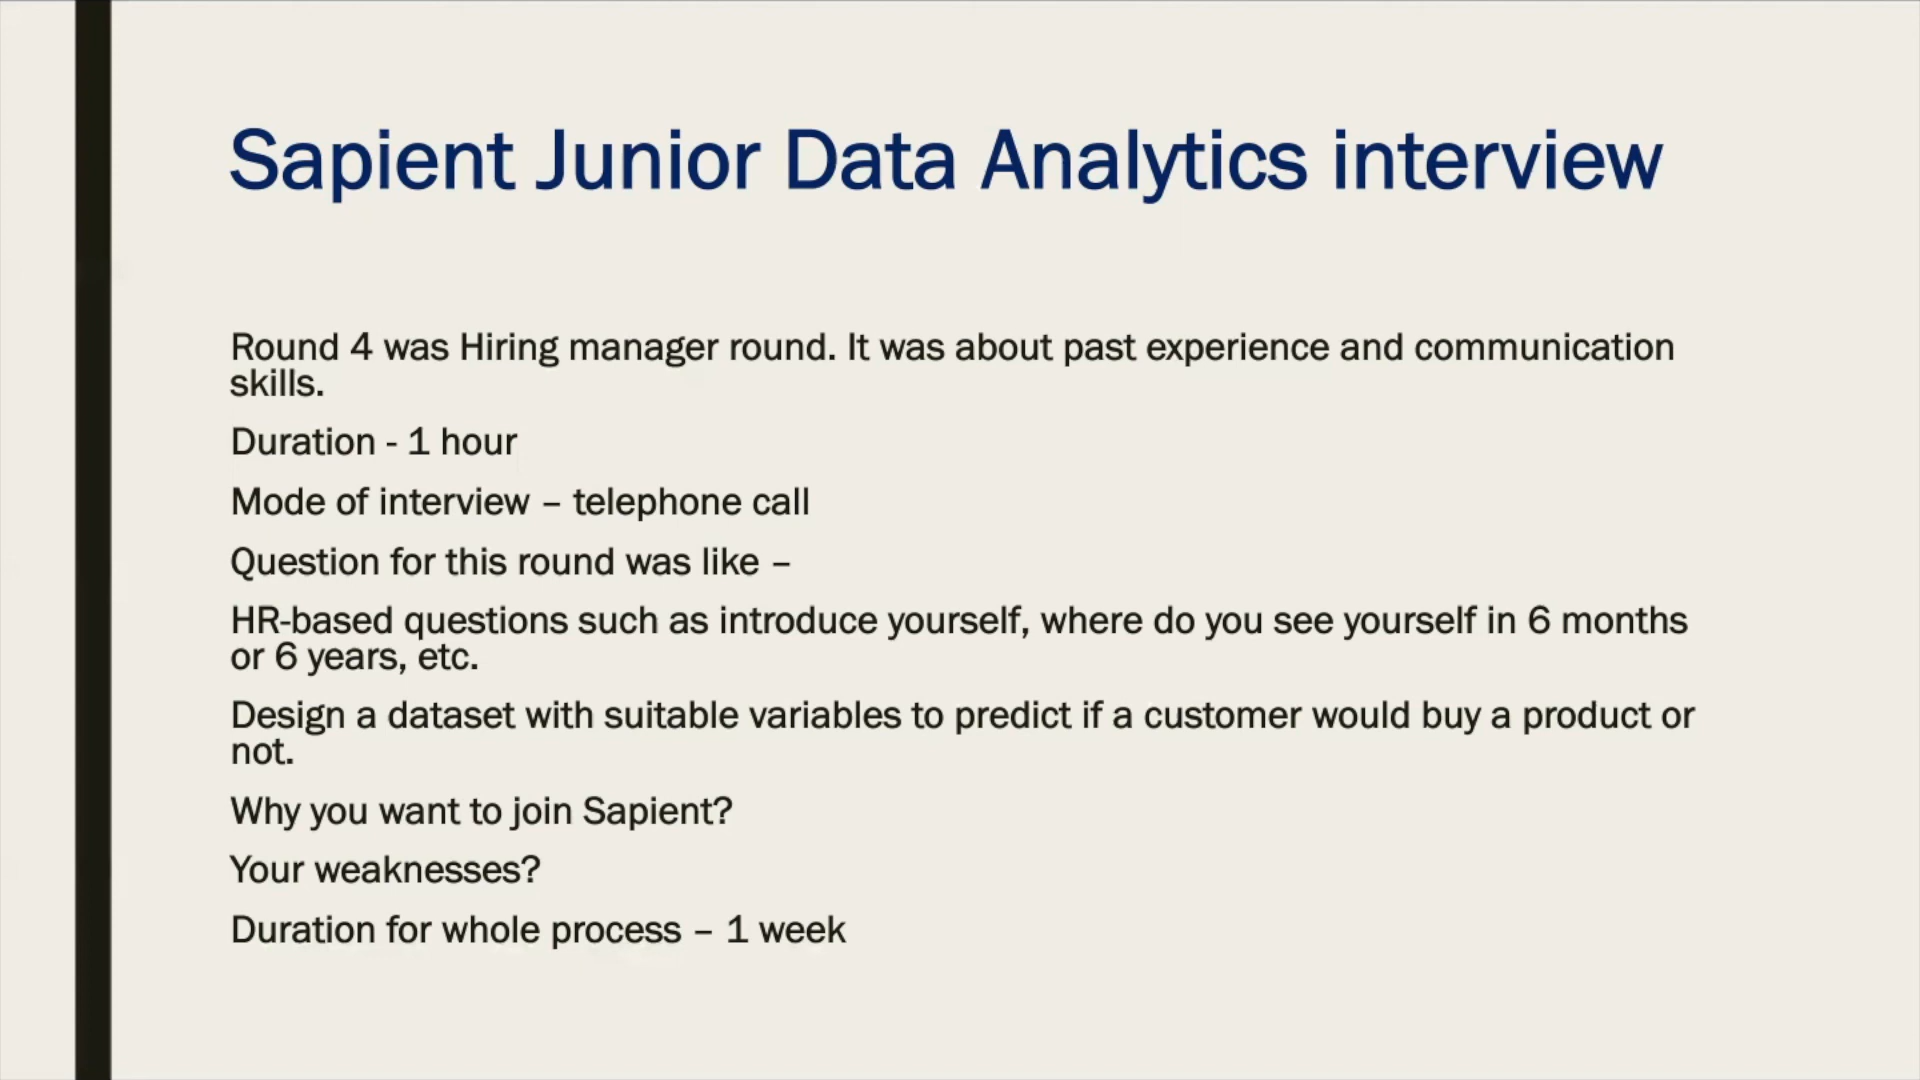 Sapient Junior Data Analytics interview
Round 4 was Hiring manager round. It was about past experience and communication
skills.
Duration - 1 hour
Mode of interview – telephone call
Question for this round was like –
HR-based questions such as introduce yourself, where do you see yourself in 6 months
or 6 years, etc.
Design a dataset with suitable variables to predict if a customer would buy a product or
not.
Why you want to join Sapient?
Your weaknesses?
Duration for whole process – 1 week